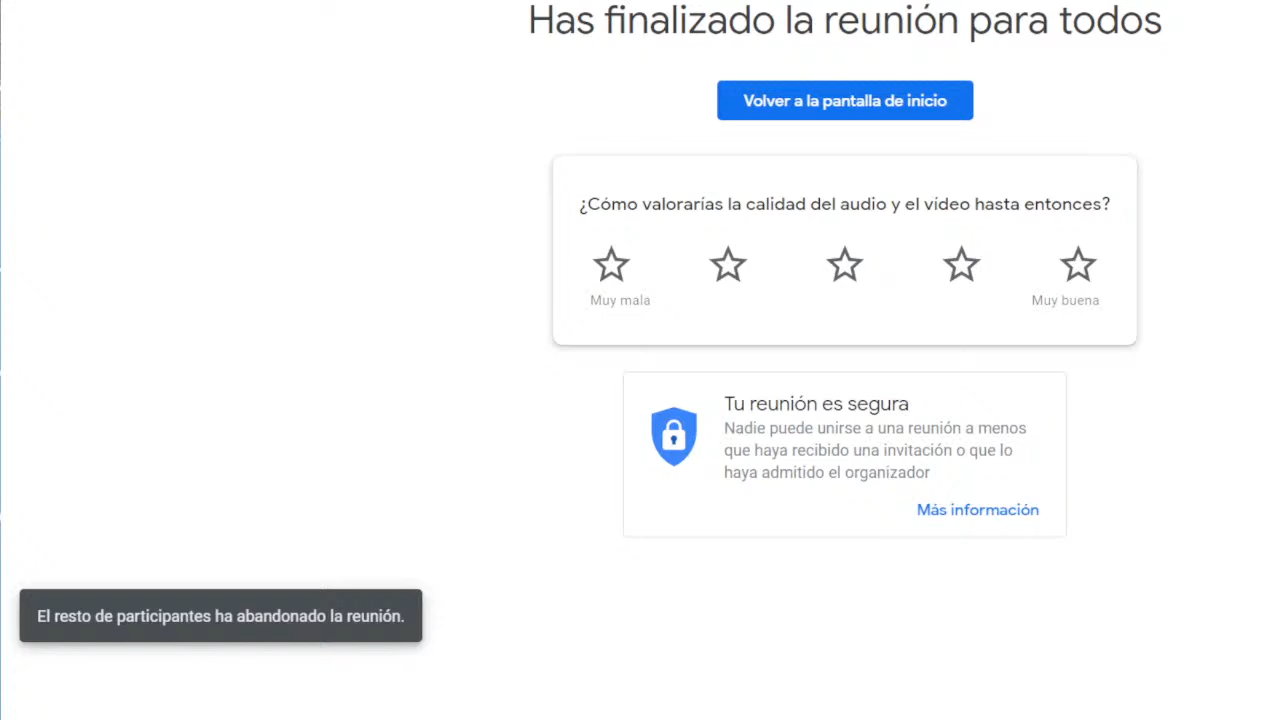 Has finalizado la reunión para todos
Volver a la pantalla de inicio
¿Cómo valorarías la calidad del audio y el vídeo hasta entonces?
Muy mala
Muy buena
Tu reunión es segura
Nadie puede unirse a una reunión a menos
que haya recibido una invitación o que lo
haya admitido el organizador
Más información
El resto de participantes ha abandonado la reunión.